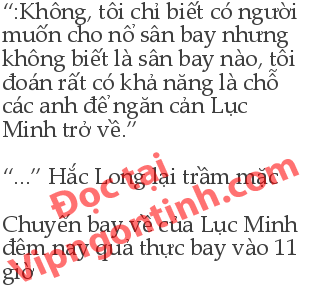 “:Không, tôi chỉ biết có người
muốn cho nổ sân bay nhưng
không biết là sân bay nào, tôi
đoán rất có khả năng là chỗ
các anh để ngăn cản Lục
Minh trở về.”
“...” Hắc Long lại trầm mặc
Chuyến bay về của Lục Minh
đêm nay quả thực bay vào 11
giờ
Đọc tại
Vipngontinh.com